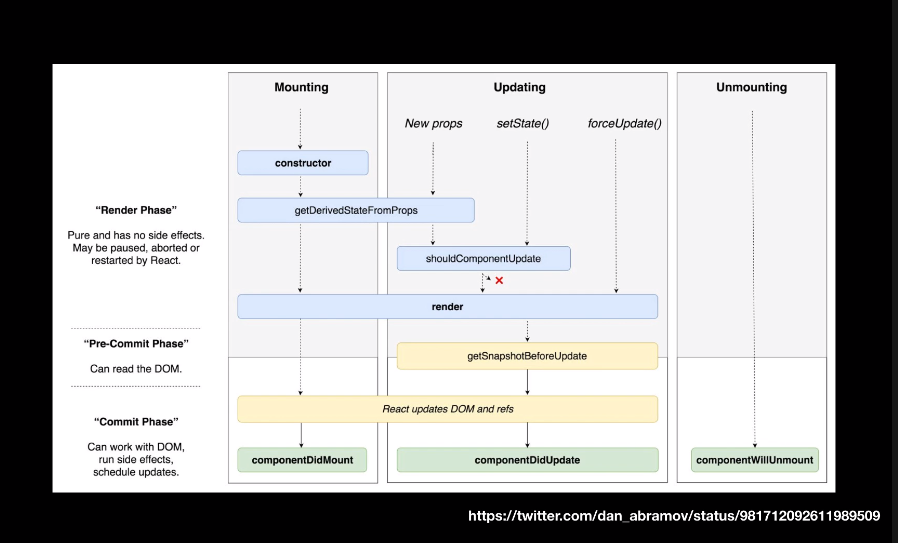 Mounting
Updating
Unmounting
New props
setState()
forceUpdate()
constructor
“Render Phase”
getDerivedStateFromProps
Pure and has no side effects.
May be paused, aborted or
restarted by React.
shouldComponentUpdate
render
“Pre-Commit Phase”
Can read the DOM.
getSnapshotBeforeUpdate
React updates DOM and refs
“Commit Phase”
Can work with DOM,
run side effects,
schedule updates.
componentDidMount
componentDidUpdate
componentWillUnmount
https://twitter.com/dan_abramov/status/981712092611989509